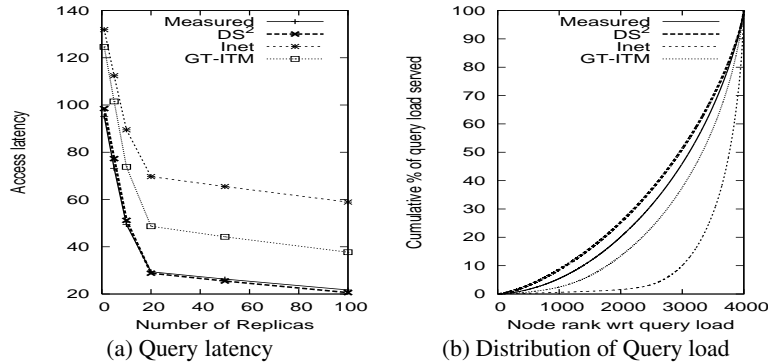 Access latency
140
120
100
80
60
40
20
0 20 40 60 80 100
Number of Replicas
Measured
DS²
Inet
GT-ITM
(a) Query latency
Cumulative % of query load served
100
90
80
70
60
50
40
30
20
10
0
0 1000 2000 3000 4000
Node rank wrt query load
Measured
DS²
Inet
GT-ITM
(b) Distribution of Query load